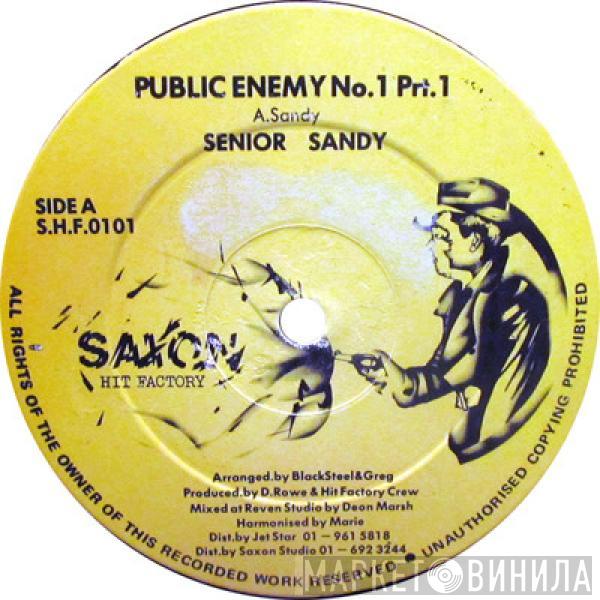 PUBLIC ENEMY No.1 Prt.1
A.Sandy
SENIOR SANDY
SIDE A
S.H.F.0101
SAXON
HIT FACTORY
Arranged.by BlackSteel&Greg
Produced.by D.Rowe & Hit Factory Crew
Mixed at Reven Studio by Deon Marsh
Harmonised by Marie
Dist.by Jet Star 01-961 5818
Dist.by Saxon Studio 01-692 3244
ALL RIGHTS OF THE OWNER OF THIS RECORDED WORK RESERVED • UNAUTHORISED COPYING PROHIBITED
МАРКЕТ ВИНИЛА